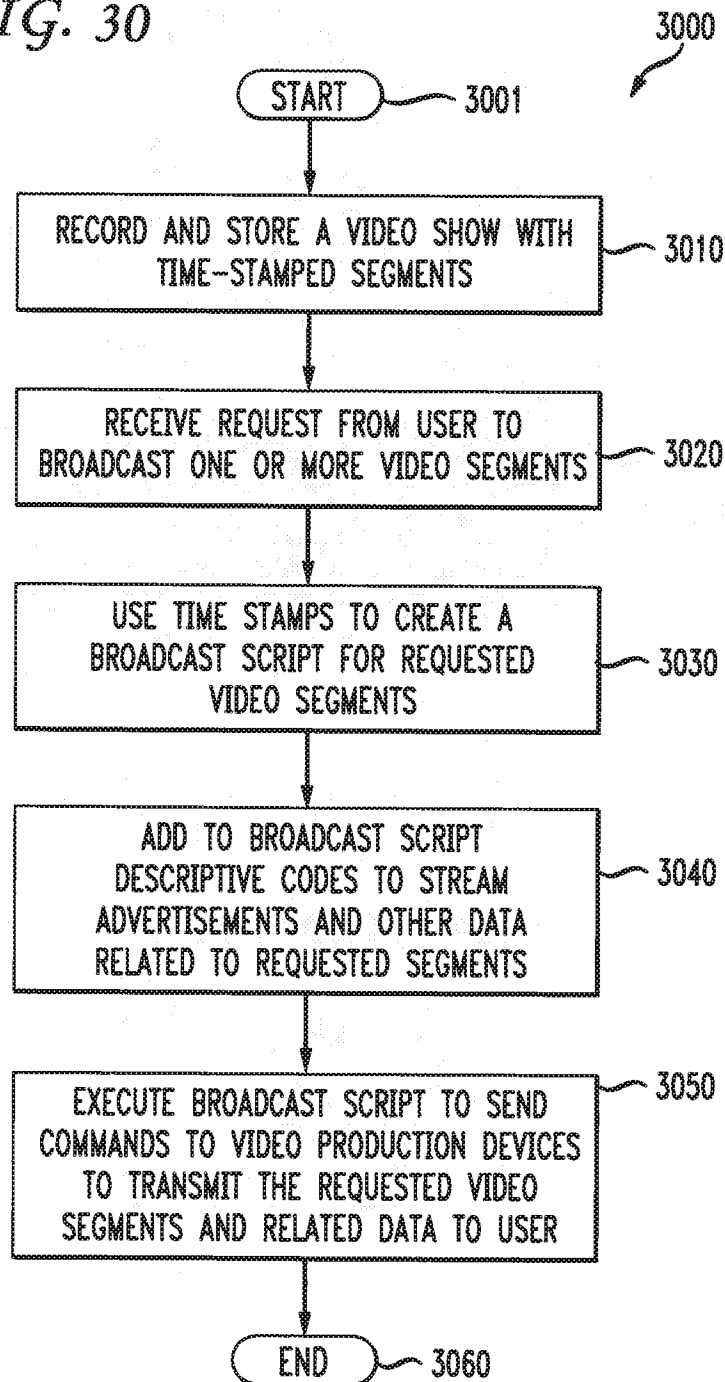 FIG. 30
3000
START
3001
RECORD AND STORE A VIDEO SHOW WITH
TIME-STAMPED SEGMENTS
3010
RECEIVE REQUEST FROM USER TO
BROADCAST ONE OR MORE VIDEO SEGMENTS
3020
USE TIME STAMPS TO CREATE A
BROADCAST SCRIPT FOR REQUESTED
VIDEO SEGMENTS
3030
ADD TO BROADCAST SCRIPT
DESCRIPTIVE CODES TO STREAM
ADVERTISEMENTS AND OTHER DATA
RELATED TO REQUESTED SEGMENTS
3040
EXECUTE BROADCAST SCRIPT TO SEND
COMMANDS TO VIDEO PRODUCTION DEVICES
TO TRANSMIT THE REQUESTED VIDEO
SEGMENTS AND RELATED DATA TO USER
3050
END
3060